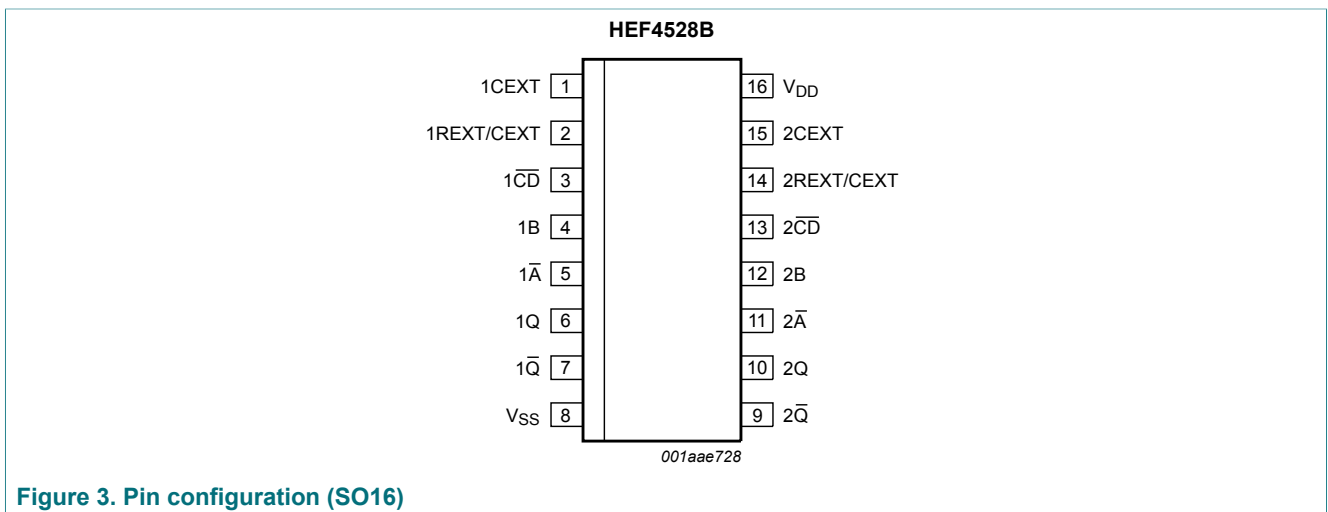 HEF4528B
1CEXT 1
1REXT/CEXT 2
1C̅D̅ 3
1B 4
1A̅ 5
1Q 6
1Q̅ 7
VSS 8
16 VDD
15 2CEXT
14 2REXT/CEXT
13 2C̅D̅
12 2B
11 2A̅
10 2Q
9 2Q̅
001aae728
Figure 3. Pin configuration (SO16)